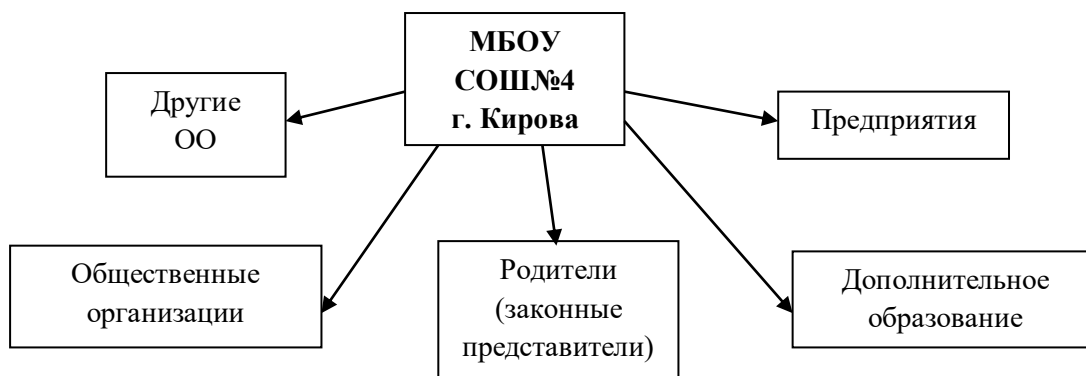 МБОУ
СОШ№4
г. Кирова
Другие
ОО
Предприятия
Общественные
организации
Родители
(законные
представители)
Дополнительное
образование